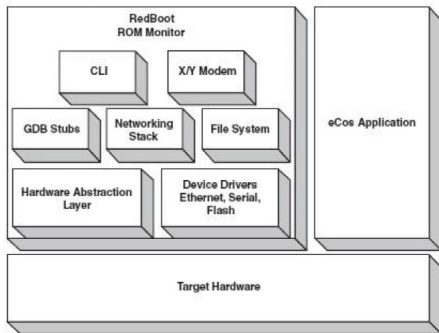 RedBoot
ROM Monitor
CLI
X/Y Modem
GDB Stubs
Networking
Stack
File System
eCos Application
Hardware Abstraction
Layer
Device Drivers
Ethernet, Serial,
Flash
Target Hardware